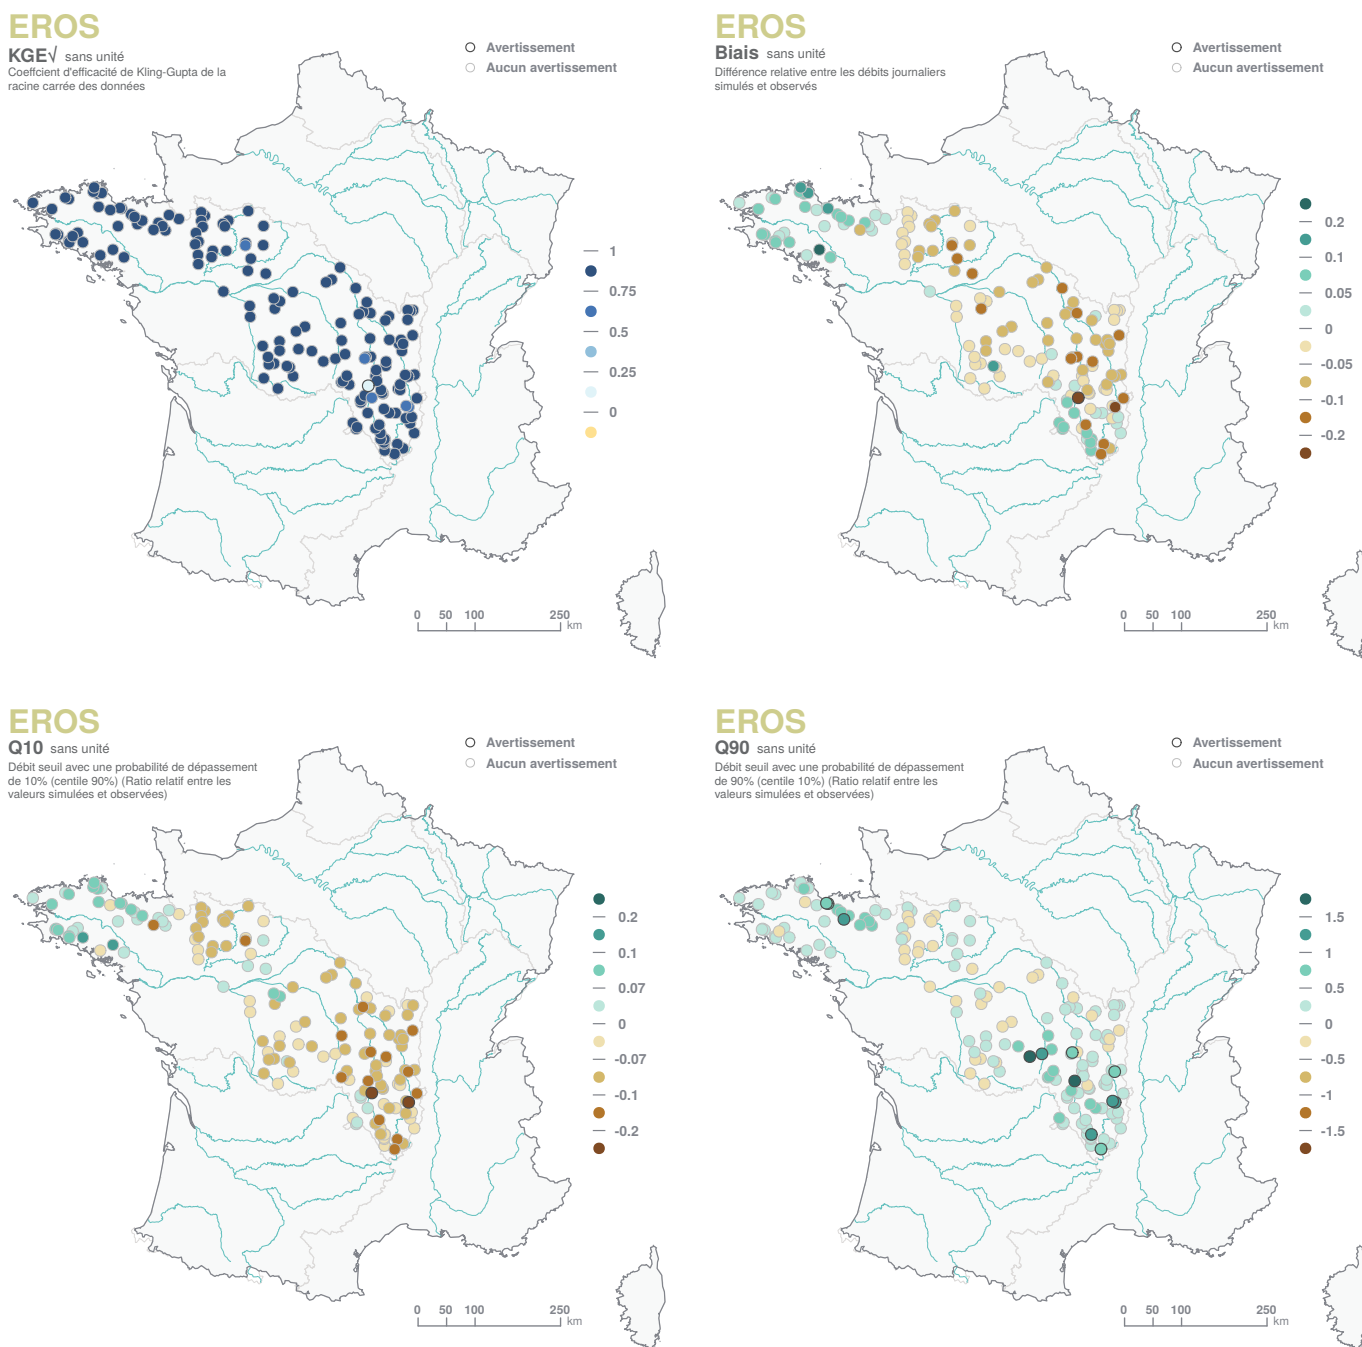 EROS
KGE√ sans unité
Coeffcient d'efficacité de Kling-Gupta de la
racine carrée des données
Avertissement
Aucun avertissement
1
0.75
0.5
0.25
0
0 50 100 250
km
EROS
Biais sans unité
Différence relative entre les débits journaliers
simulés et observés
Avertissement
Aucun avertissement
0.2
0.1
0.05
0
-0.05
-0.1
-0.2
0 50 100 250
km
EROS
Q10 sans unité
Débit seuil avec une probabilité de dépassement
de 10% (centile 90%) (Ratio relatif entre les
valeurs simulées et observées)
Avertissement
Aucun avertissement
0.2
0.1
0.07
0
-0.07
-0.1
-0.2
0 50 100 250
km
EROS
Q90 sans unité
Débit seuil avec une probabilité de dépassement
de 90% (centile 10%) (Ratio relatif entre les
valeurs simulées et observées)
Avertissement
Aucun avertissement
1.5
1
0.5
0
-0.5
-1
-1.5
0 50 100 250
km